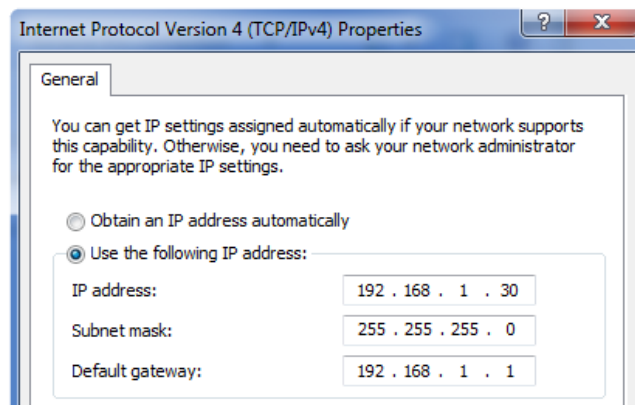 Internet Protocol Version 4 (TCP/IPv4) Properties
?
General
You can get IP settings assigned automatically if your network supports
this capability. Otherwise, you need to ask your network administrator
for the appropriate IP settings.
Obtain an IP address automatically
Use the following IP address:
IP address: 192 . 168 . 1 . 30
Subnet mask: 255 . 255 . 255 . 0
Default gateway: 192 . 168 . 1 . 1